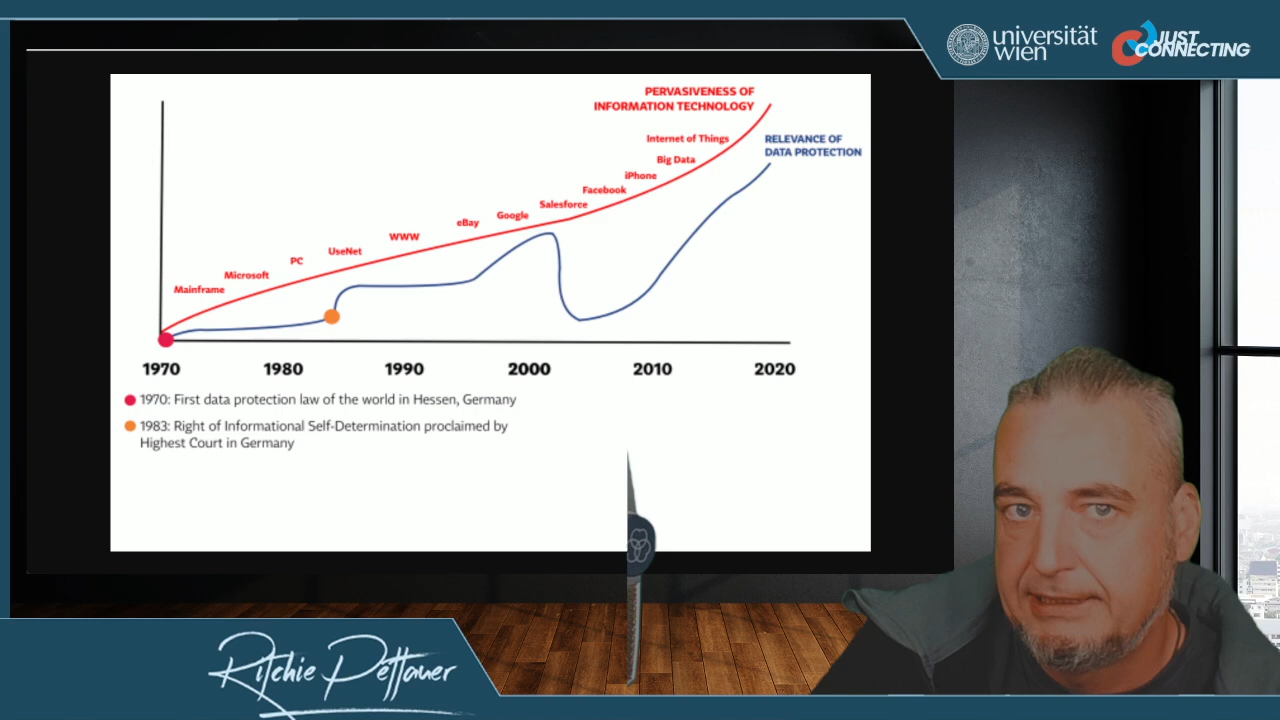 universität
wien
JUST
CONNECTING
PERVASIVENESS OF
INFORMATION TECHNOLOGY
RELEVANCE OF
DATA PROTECTION
Internet of Things
Big Data
iPhone
Facebook
Salesforce
Google
eBay
WWW
UseNet
PC
Microsoft
Mainframe
1970 1980 1990 2000 2010 2020
1970: First data protection law of the world in Hessen, Germany
1983: Right of Informational Self-Determination proclaimed by
Highest Court in Germany
Ritchie Pettauer